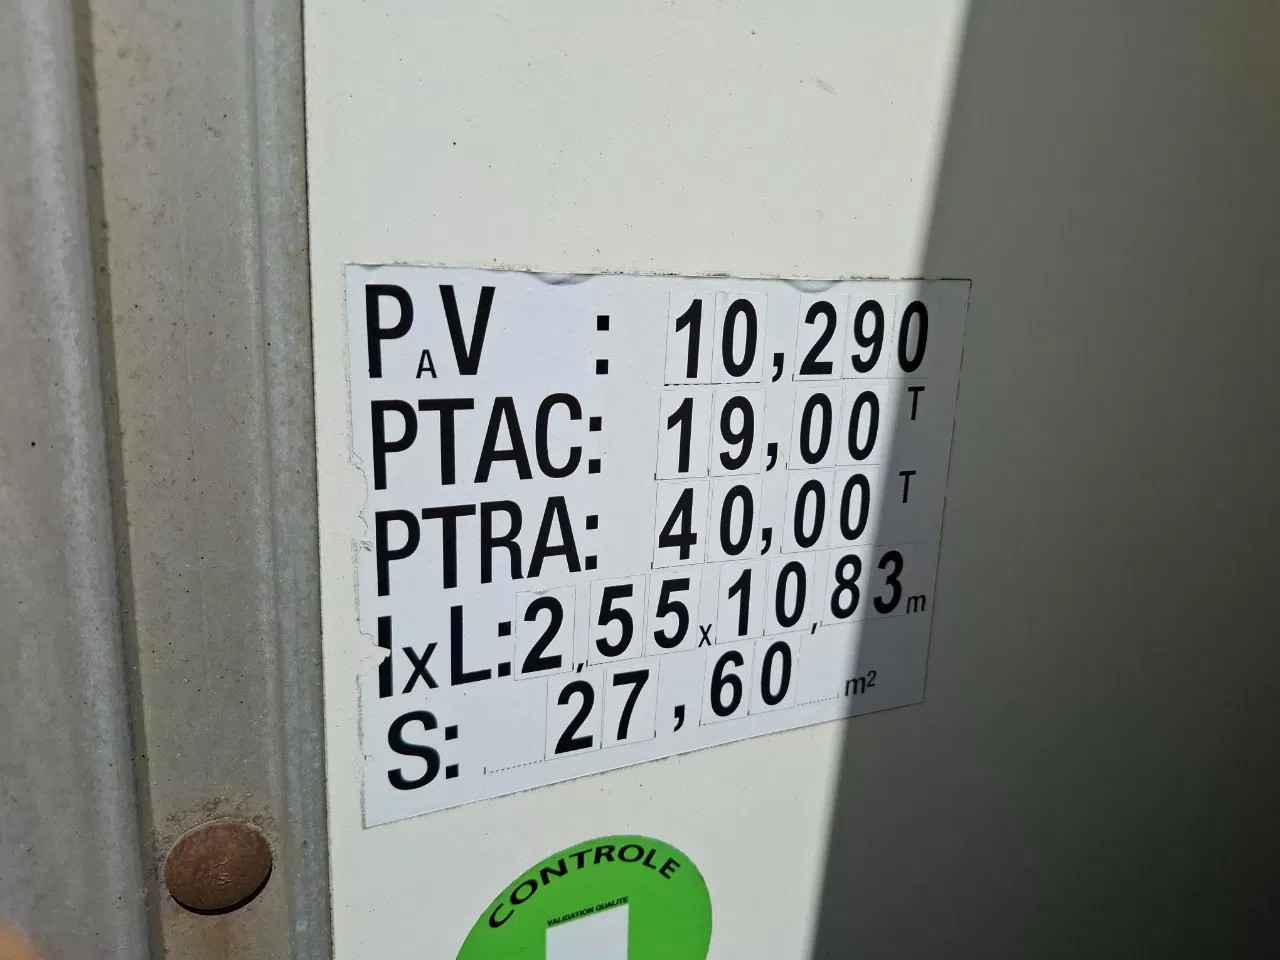 PAV : 10,290
PTAC: 19,00 T
PTRA: 40,00 T
lxL:2,55x10,83m
S: 27,60 m²
CONTROLE
VALIDATION QUALITE